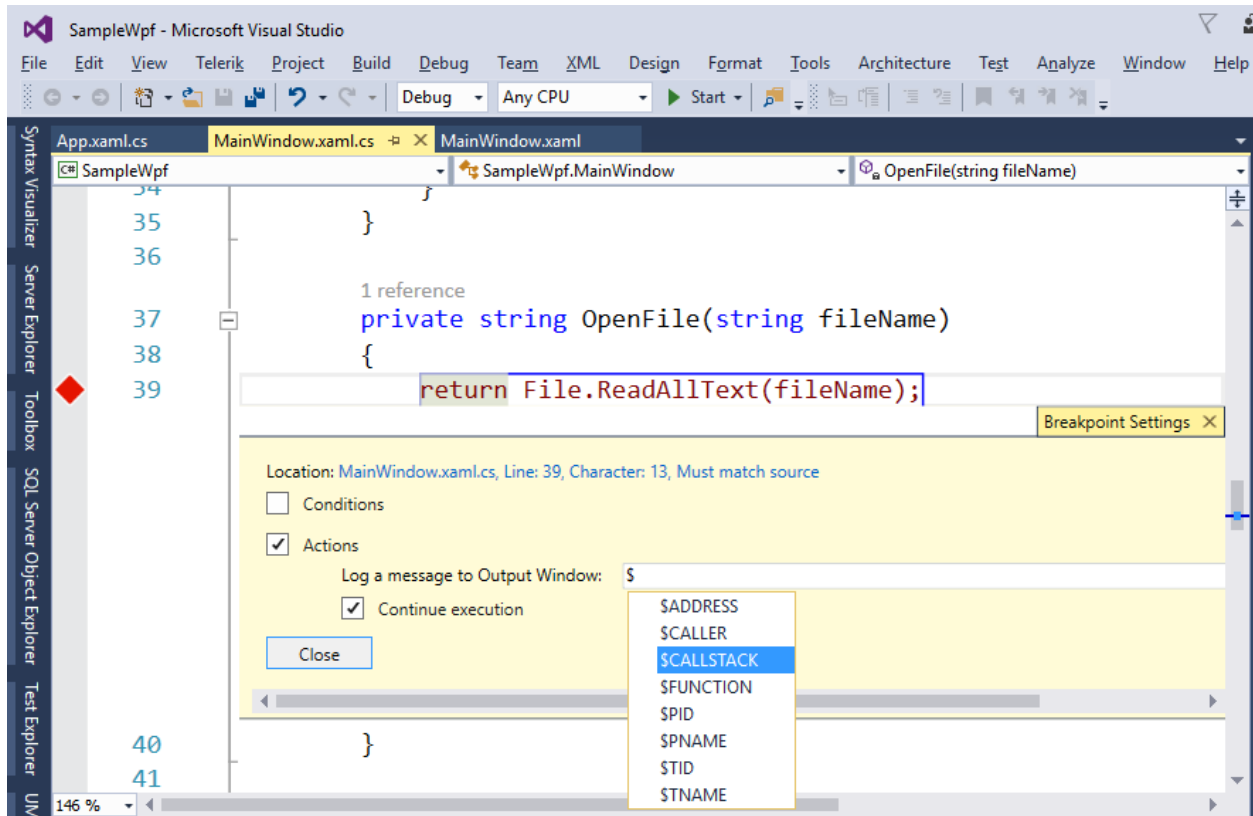 SampleWpf - Microsoft Visual Studio
File Edit View Telerik Project Build Debug Team XML Design Format Tools Architecture Test Analyze Window Help
Debug Any CPU Start
App.xaml.cs MainWindow.xaml.cs MainWindow.xaml
C# SampleWpf SampleWpf.MainWindow OpenFile(string fileName)
Syntax Visualizer
Server Explorer
Toolbox
SQL Server Object Explorer
Test Explorer
34 }
35 }
36
1 reference
37 private string OpenFile(string fileName)
38 {
39 return File.ReadAllText(fileName);
Breakpoint Settings
Location: MainWindow.xaml.cs, Line: 39, Character: 13, Must match source
Conditions
Actions
Log a message to Output Window: $
Continue execution
Close
$ADDRESS
$CALLER
$CALLSTACK
$FUNCTION
$PID
$PNAME
$TID
$TNAME
40 }
41
146 %